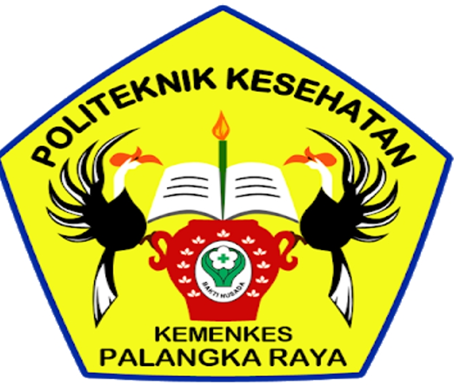 POLITEKNIK KESEHATAN
BAKTI HUSADA
KEMENKES
PALANGKA RAYA